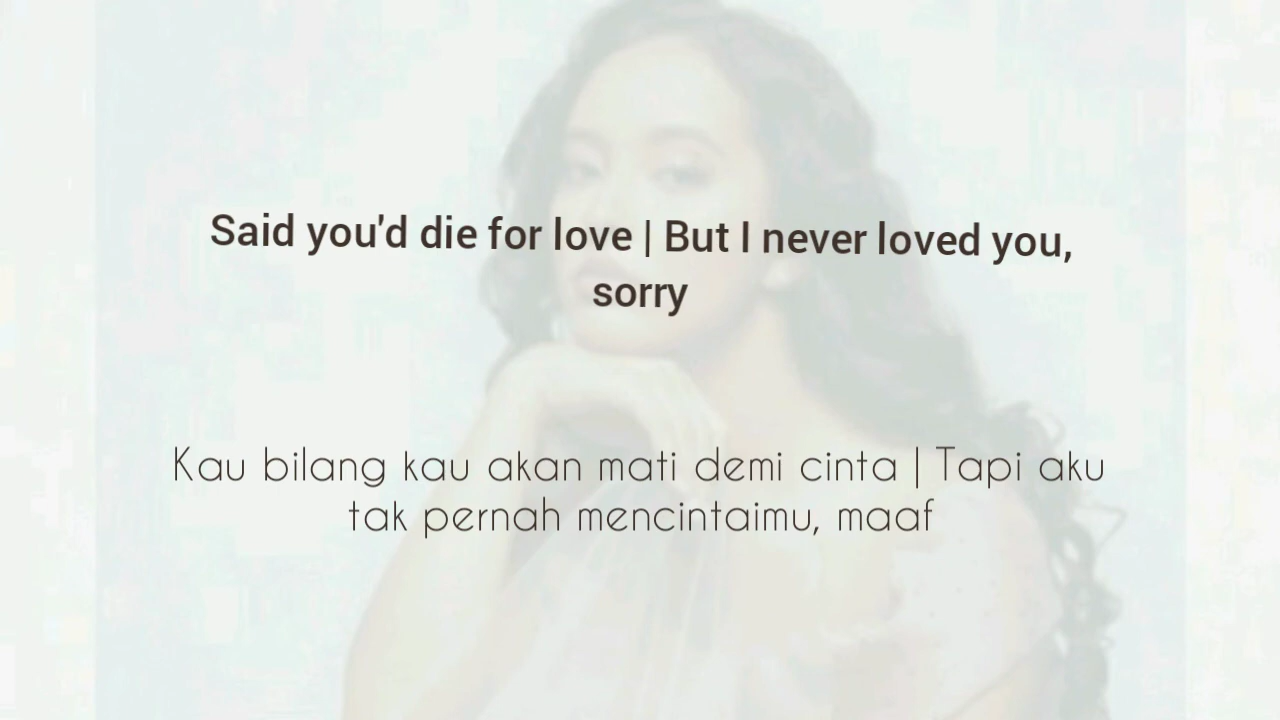 Said you'd die for love | But I never loved you,
sorry
Kau bilang kau akan mati demi cinta | Tapi aku
tak pernah mencintaimu, maaf